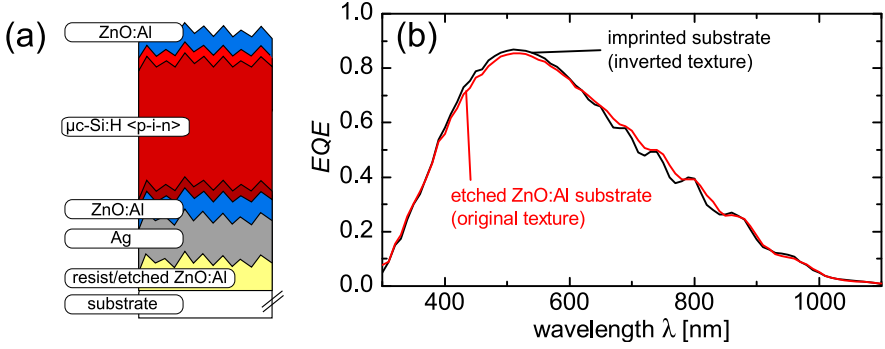 (a)
ZnO:Al
µc-Si:H <p-i-n>
ZnO:Al
Ag
resist/etched ZnO:Al
substrate
(b)
imprinted substrate
(inverted texture)
etched ZnO:Al substrate
(original texture)
EQE
1.0
0.8
0.6
0.4
0.2
0.0
400 600 800 1000
wavelength λ [nm]